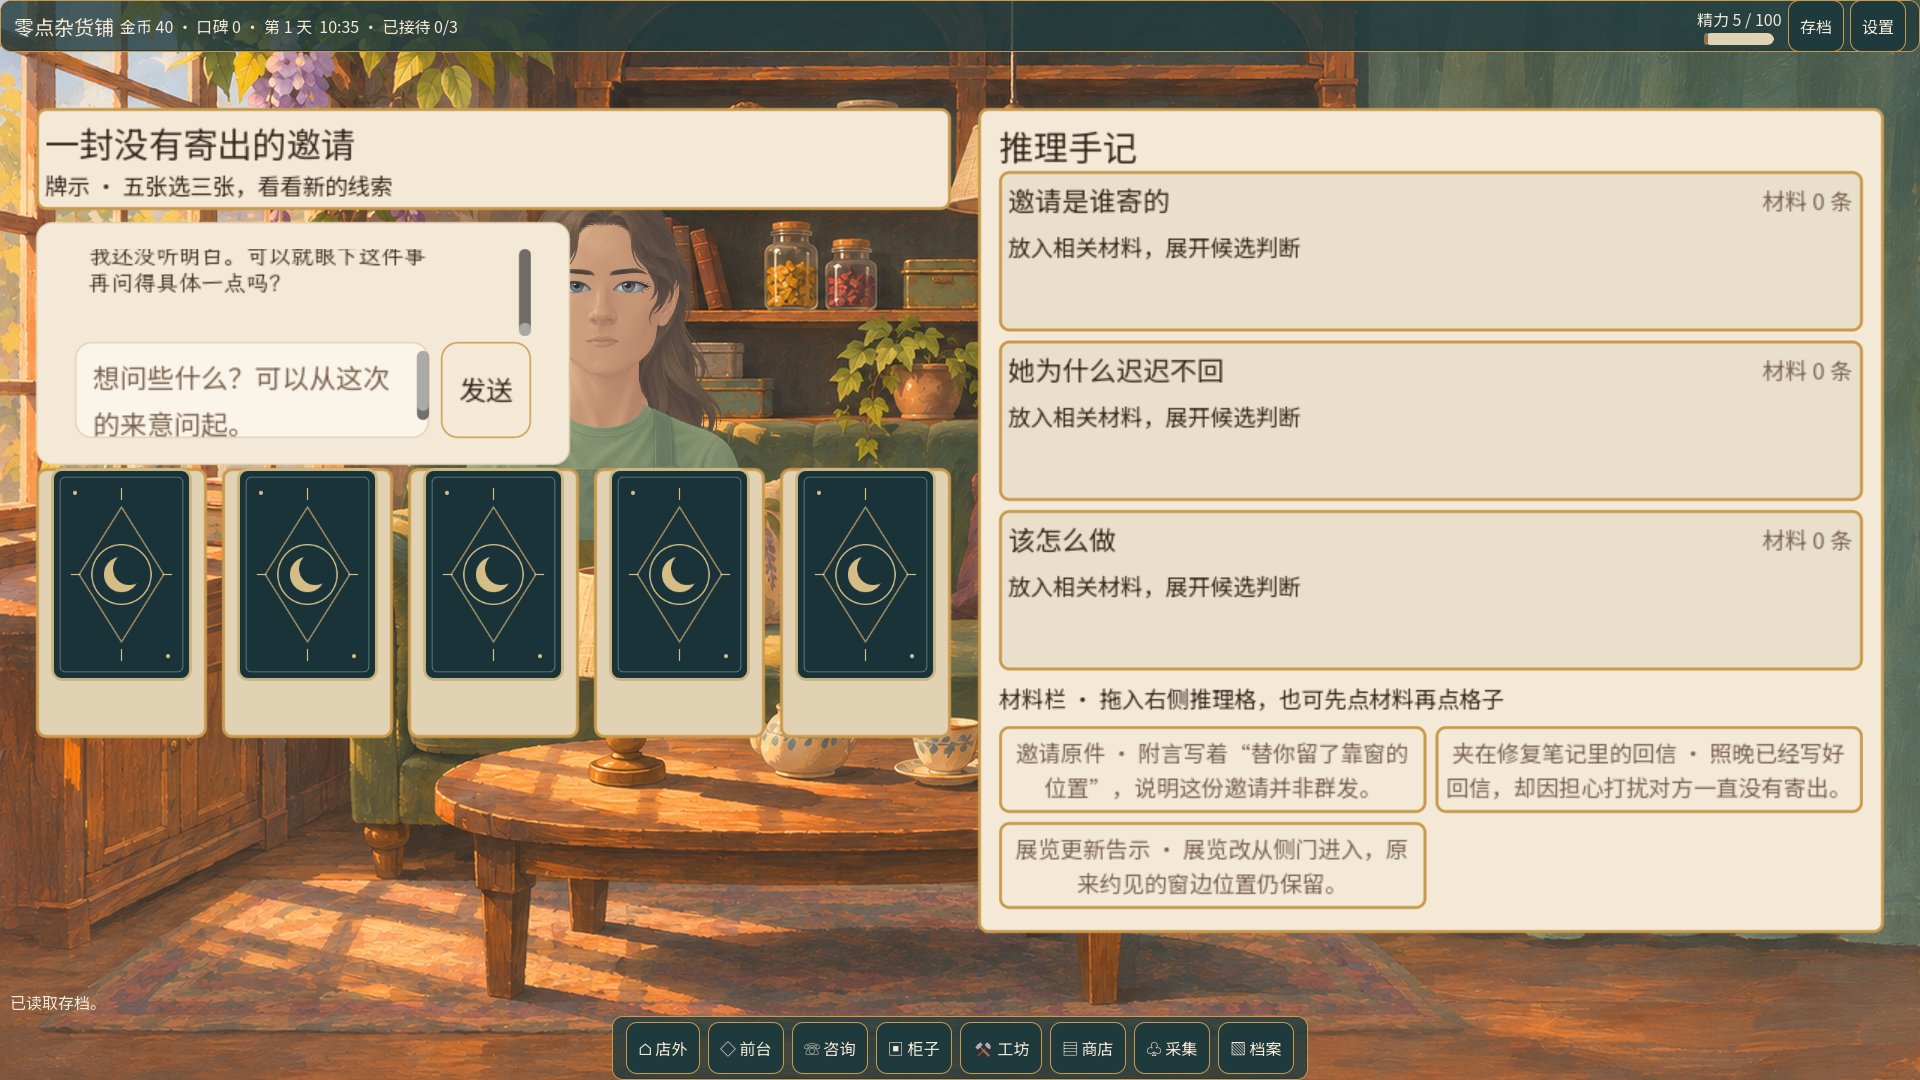 零点杂货铺 金币 40 · 口碑 0 · 第 1 天 10:35 · 已接待 0/3
精力 5 / 100
存档
设置
一封没有寄出的邀请
牌示 · 五张选三张，看看新的线索
我还没听明白。可以就眼下这件事
再问得具体一点吗？
想问些什么？可以从这次
的来意问起。
发送
推理手记
邀请是谁寄的
材料 0 条
放入相关材料，展开候选判断
她为什么迟迟不回
材料 0 条
放入相关材料，展开候选判断
该怎么做
材料 0 条
放入相关材料，展开候选判断
材料栏 · 拖入右侧推理格，也可先点材料再点格子
邀请原件 · 附言写着“替你留了靠窗的
位置”，说明这份邀请并非群发。
夹在修复笔记里的回信 · 照晚已经写好
回信，却因担心打扰对方一直没有寄出。
展览更新告示 · 展览改从侧门进入，原
来约见的窗边位置仍保留。
已读取存档。
店外
前台
咨询
柜子
工坊
商店
采集
档案